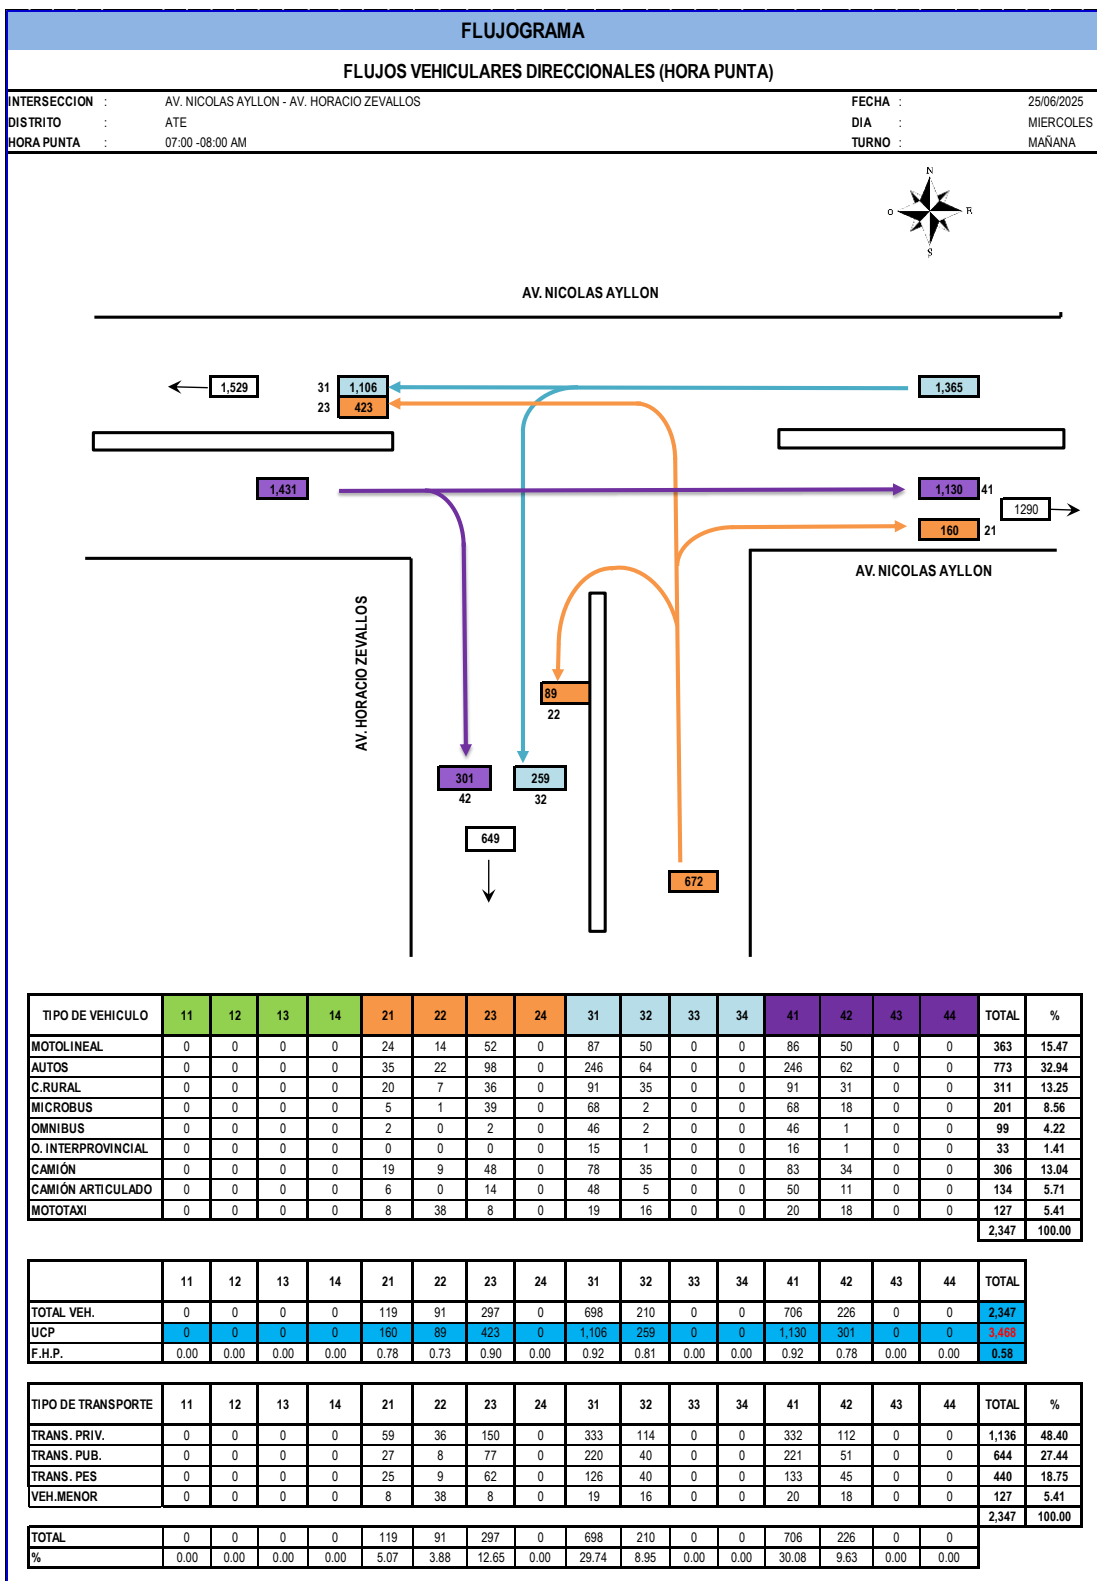 FLUJOGRAMA
FLUJOS VEHICULARES DIRECCIONALES (HORA PUNTA)
INTERSECCION : AV. NICOLAS AYLLON - AV. HORACIO ZEVALLOS FECHA : 25/06/2025
DISTRITO : ATE DIA : MIERCOLES
HORA PUNTA : 07:00 -08:00 AM TURNO : MAÑANA
N
O R
S
AV. NICOLAS AYLLON
1,529 31 1,106 1,365
23 423
1,431 1,130 41
1290
160 21
AV. NICOLAS AYLLON
AV. HORACIO ZEVALLOS
89
22
301 259
42 32
649
672
TIPO DE VEHICULO 11 12 13 14 21 22 23 24 31 32 33 34 41 42 43 44 TOTAL %
MOTOLINEAL 0 0 0 0 24 14 52 0 87 50 0 0 86 50 0 0 363 15.47
AUTOS 0 0 0 0 35 22 98 0 246 64 0 0 246 62 0 0 773 32.94
C.RURAL 0 0 0 0 20 7 36 0 91 35 0 0 91 31 0 0 311 13.25
MICROBUS 0 0 0 0 5 1 39 0 68 2 0 0 68 18 0 0 201 8.56
OMNIBUS 0 0 0 0 2 0 2 0 46 2 0 0 46 1 0 0 99 4.22
O. INTERPROVINCIAL 0 0 0 0 0 0 0 0 15 1 0 0 16 1 0 0 33 1.41
CAMIÓN 0 0 0 0 19 9 48 0 78 35 0 0 83 34 0 0 306 13.04
CAMIÓN ARTICULADO 0 0 0 0 6 0 14 0 48 5 0 0 50 11 0 0 134 5.71
MOTOTAXI 0 0 0 0 8 38 8 0 19 16 0 0 20 18 0 0 127 5.41
2,347 100.00
11 12 13 14 21 22 23 24 31 32 33 34 41 42 43 44 TOTAL
TOTAL VEH. 0 0 0 0 119 91 297 0 698 210 0 0 706 226 0 0 2,347
UCP 0 0 0 0 160 89 423 0 1,106 259 0 0 1,130 301 0 0 3,468
F.H.P. 0.00 0.00 0.00 0.00 0.78 0.73 0.90 0.00 0.92 0.81 0.00 0.00 0.92 0.78 0.00 0.00 0.58
TIPO DE TRANSPORTE 11 12 13 14 21 22 23 24 31 32 33 34 41 42 43 44 TOTAL %
TRANS. PRIV. 0 0 0 0 59 36 150 0 333 114 0 0 332 112 0 0 1,136 48.40
TRANS. PUB. 0 0 0 0 27 8 77 0 220 40 0 0 221 51 0 0 644 27.44
TRANS. PES 0 0 0 0 25 9 62 0 126 40 0 0 133 45 0 0 440 18.75
VEH.MENOR 0 0 0 0 8 38 8 0 19 16 0 0 20 18 0 0 127 5.41
2,347 100.00
TOTAL 0 0 0 0 119 91 297 0 698 210 0 0 706 226 0 0
% 0.00 0.00 0.00 0.00 5.07 3.88 12.65 0.00 29.74 8.95 0.00 0.00 30.08 9.63 0.00 0.00